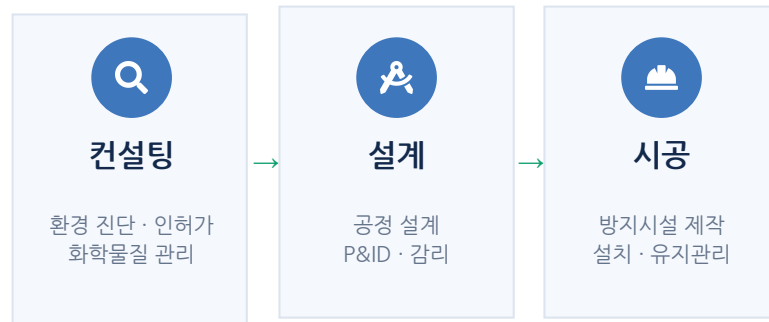 컨설팅
환경 진단 · 인허가
화학물질 관리
→
설계
공정 설계
P&ID · 감리
→
시공
방지시설 제작
설치 · 유지관리